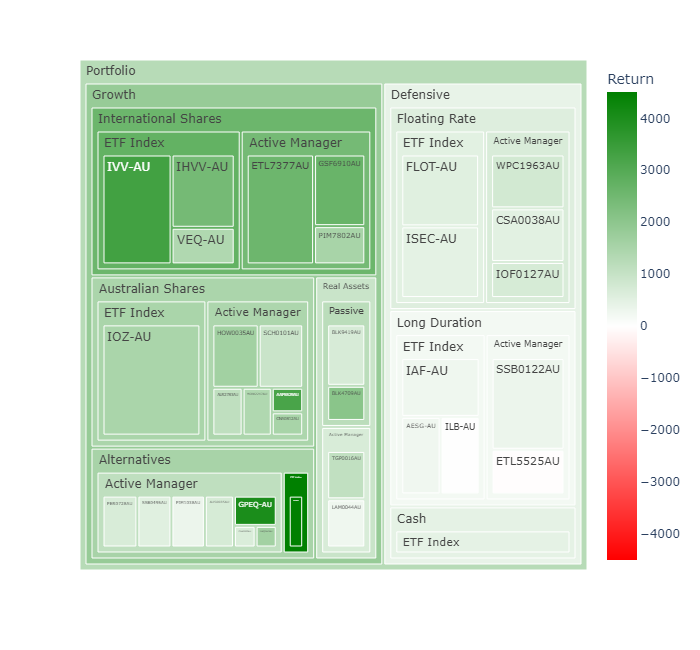 Return
Portfolio
Growth
International Shares
ETF Index
IVV-AU
IHVV-AU
VEQ-AU
Active Manager
ETL7377AU
GSF6910AU
PIM7802AU
Australian Shares
ETF Index
IOZ-AU
Active Manager
HOW0035AU
SCH0101AU
Real Assets
Passive
BLK9419AU
BLK4709AU
Active Manager
TGP0016AU
LAM0044AU
Alternatives
Active Manager
GPEQ-AU
Defensive
Floating Rate
ETF Index
FLOT-AU
ISEC-AU
Active Manager
WPC1963AU
CSA0038AU
IOF0127AU
Long Duration
ETF Index
IAF-AU
AESG-AU
ILB-AU
Active Manager
SSB0122AU
ETL5525AU
Cash
ETF Index
4000
3000
2000
1000
0
−1000
−2000
−3000
−4000